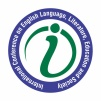 International Conference on English Language, Literature, Education and Society
i